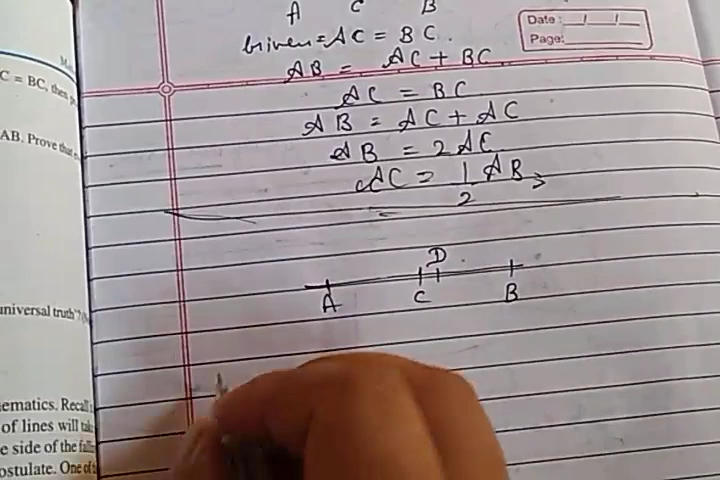 A C B
Given = AC = BC.
Date: / /
Page:
AB = AC + BC
AC = BC
AB = AC + AC
AB = 2AC
AC = 1/2 AB
D
A C B
C = BC, then
AB. Prove that
universal truth'?
ematics. Recall
of lines will
e side of the
ostulate. One of